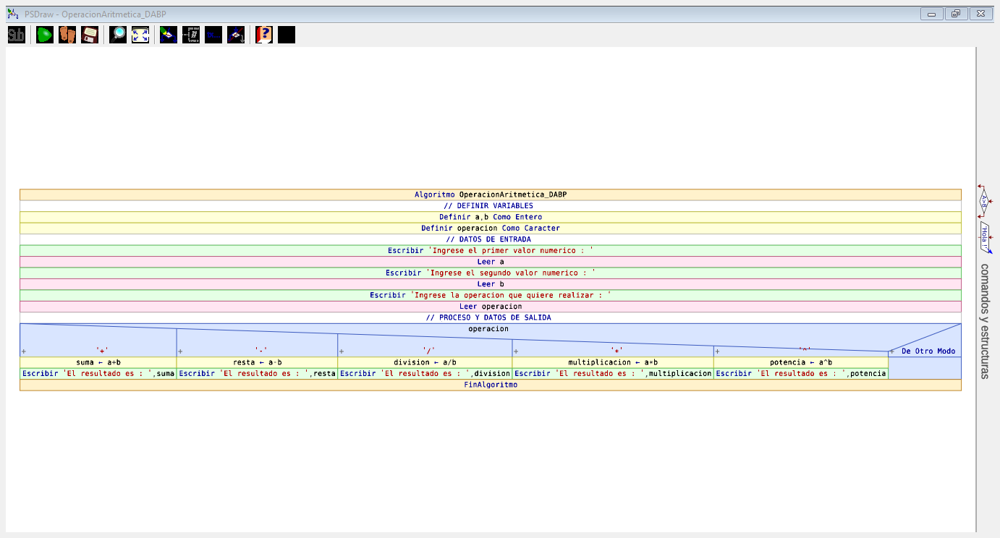 PSDraw - OperacionAritmetica_DABP
Sub
Algoritmo OperacionAritmetica_DABP
// DEFINIR VARIABLES
Definir a,b Como Entero
Definir operacion Como Caracter
// DATOS DE ENTRADA
Escribir 'Ingrese el primer valor numerico : '
Leer a
Escribir 'Ingrese el segundo valor numerico : '
Leer b
Escribir 'Ingrese la operacion que quiere realizar : '
Leer operacion
// PROCESO Y DATOS DE SALIDA
operacion
+ '+' + '-' + '/' + '*' + '^' + De Otro Modo
suma ← a+b resta ← a-b division ← a/b multiplicacion ← a*b potencia ← a^b
Escribir 'El resultado es : ',suma Escribir 'El resultado es : ',resta Escribir 'El resultado es : ',division Escribir 'El resultado es : ',multiplicacion Escribir 'El resultado es : ',potencia
FinAlgoritmo
A>B
'Hola !'
comandos y estructuras